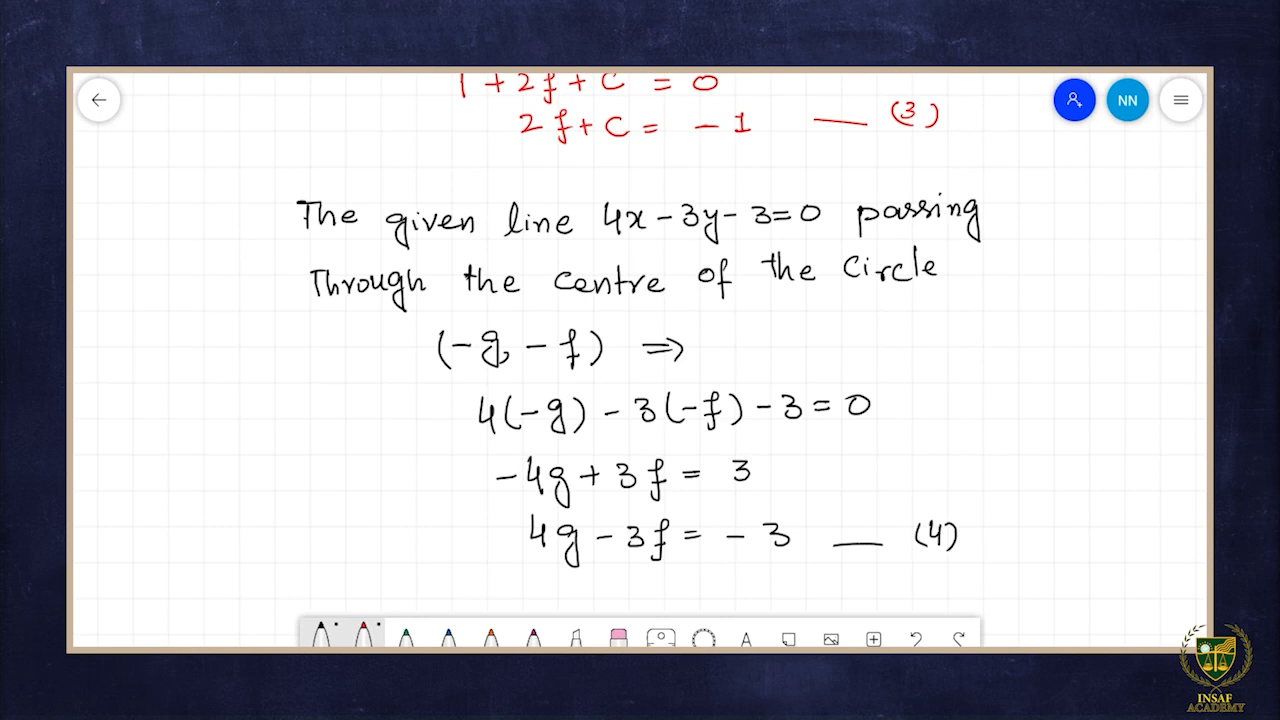 1 + 2f + C = 0
2f + C = - 1 — (3)
NN
The given line 4x - 3y - 3 = 0 passing
Through the centre of the Circle
(-g, - f) ⇒
4(-g) - 3(-f) - 3 = 0
-4g + 3f = 3
4g - 3f = - 3 — (4)
A
INSAF
ACADEMY